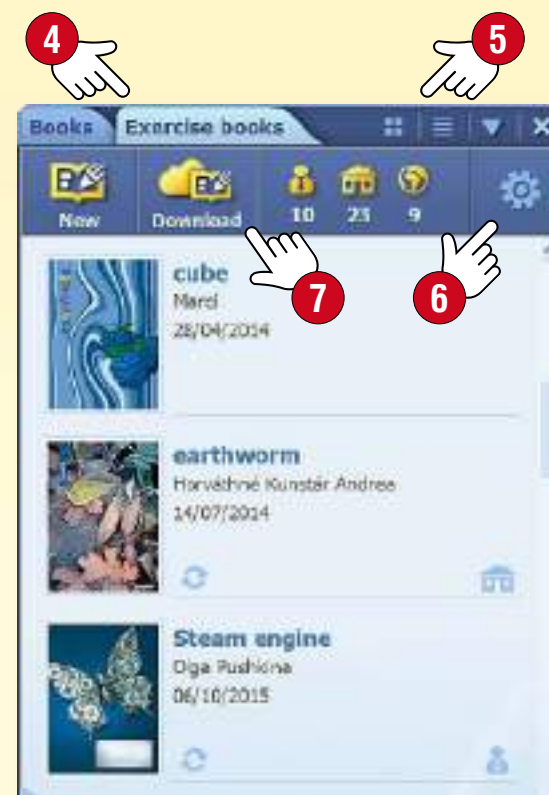 4
5
Books Exercise books
New Download 10 23 9
7
6
cube
Marci
28/04/2014
earthworm
Horváthné Kunstár Andrea
14/07/2014
Steam engine
Olga Pushkina
06/10/2015